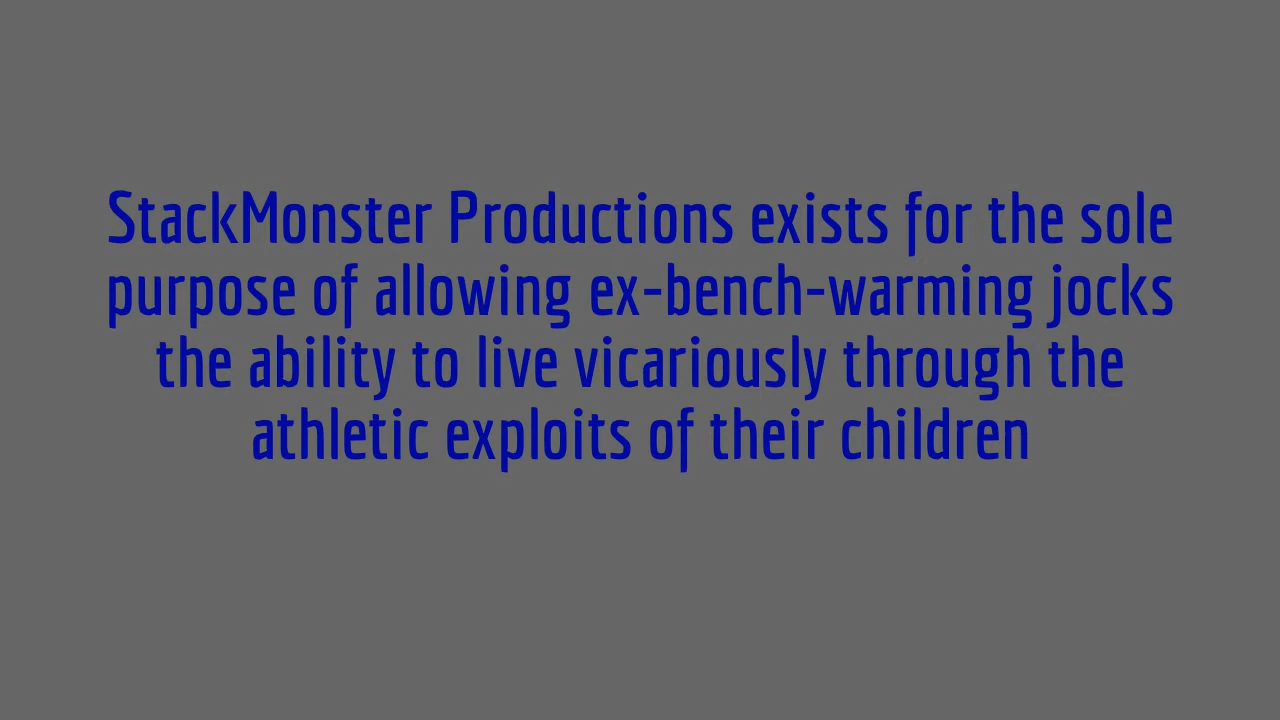 StackMonster Productions exists for the sole
purpose of allowing ex-bench-warming jocks
the ability to live vicariously through the
athletic exploits of their children